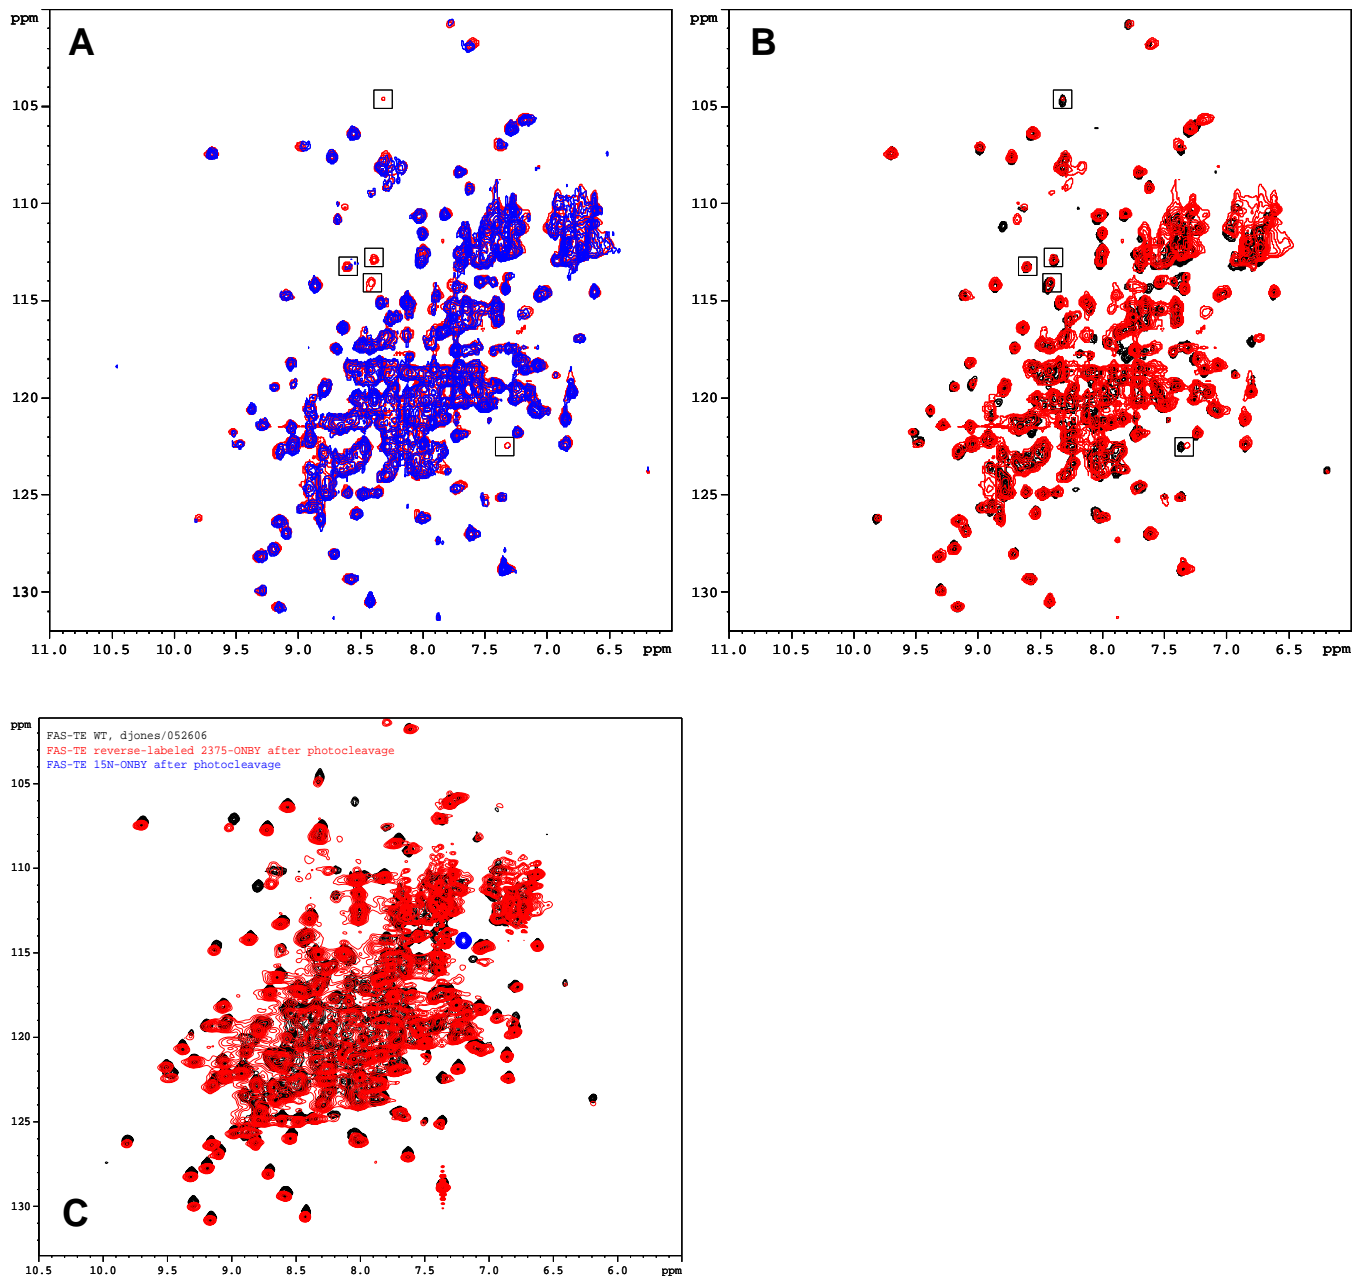 ppm
A
105
110
115
120
125
130
11.0 10.5 10.0 9.5 9.0 8.5 8.0 7.5 7.0 6.5 ppm
ppm
B
105
110
115
120
125
130
11.0 10.5 10.0 9.5 9.0 8.5 8.0 7.5 7.0 6.5 ppm
ppm
FAS-TE WT, djones/052606
FAS-TE reverse-labeled 2375-ONBY after photocleavage
FAS-TE 15N-ONBY after photocleavage
105
110
115
120
125
130
C
10.5 10.0 9.5 9.0 8.5 8.0 7.5 7.0 6.5 6.0 ppm